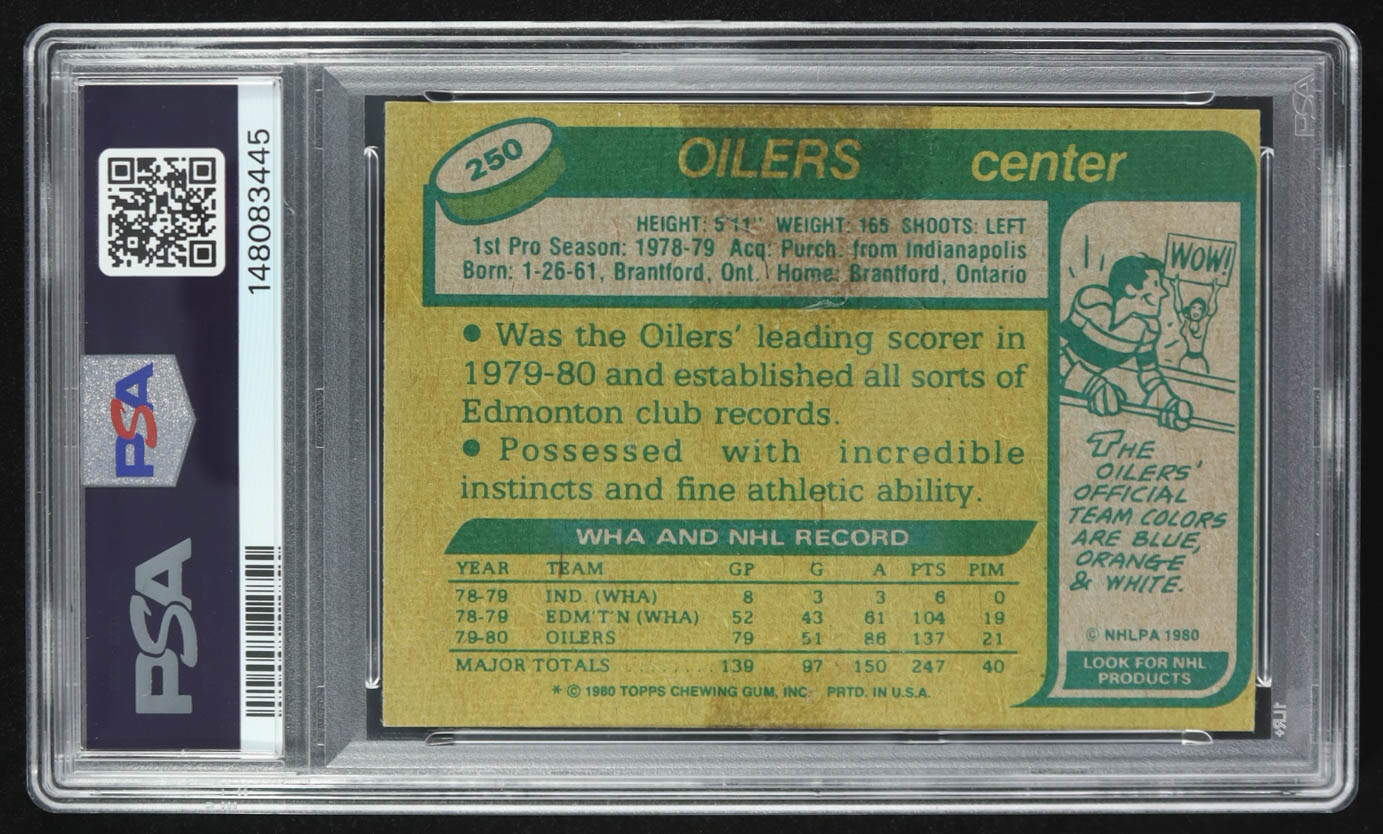 148083445
PSA
PSA
PSA
250
OILERS center
HEIGHT: 5'11" WEIGHT: 165 SHOOTS: LEFT
1st Pro Season: 1978-79 Acq: Purch. from Indianapolis
Born: 1-26-61, Brantford, Ont. Home: Brantford, Ontario
● Was the Oilers' leading scorer in
1979-80 and established all sorts of
Edmonton club records.
● Possessed with incredible
instincts and fine athletic ability.
WHA AND NHL RECORD
YEAR TEAM GP G A PTS PIM
78-79 IND. (WHA) 8 3 3 6 0
78-79 EDM'T'N (WHA) 52 43 61 104 19
79-80 OILERS 79 51 86 137 21
MAJOR TOTALS ........ 139 97 150 247 40
* © 1980 TOPPS CHEWING GUM, INC. PRTD. IN U.S.A.
WOW!
THE
OILERS'
OFFICIAL
TEAM COLORS
ARE BLUE,
ORANGE
& WHITE.
© NHLPA 1980
LOOK FOR NHL
PRODUCTS